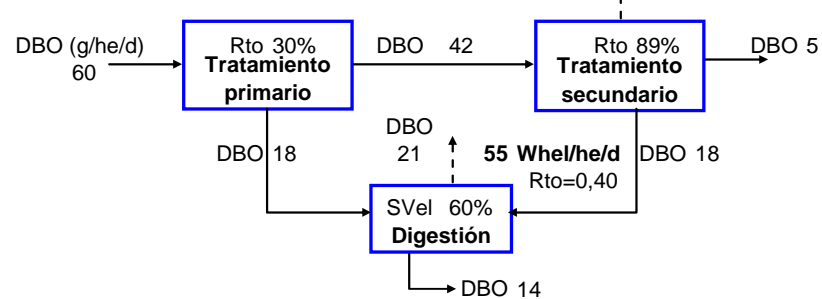 DBO (g/he/d)
60
Rto 30%
Tratamiento
primario
DBO 42
Rto 89%
Tratamiento
secundario
DBO 5
DBO 18
DBO
21
55 Whel/he/d
Rto=0,40
DBO 18
SVel 60%
Digestión
DBO 14